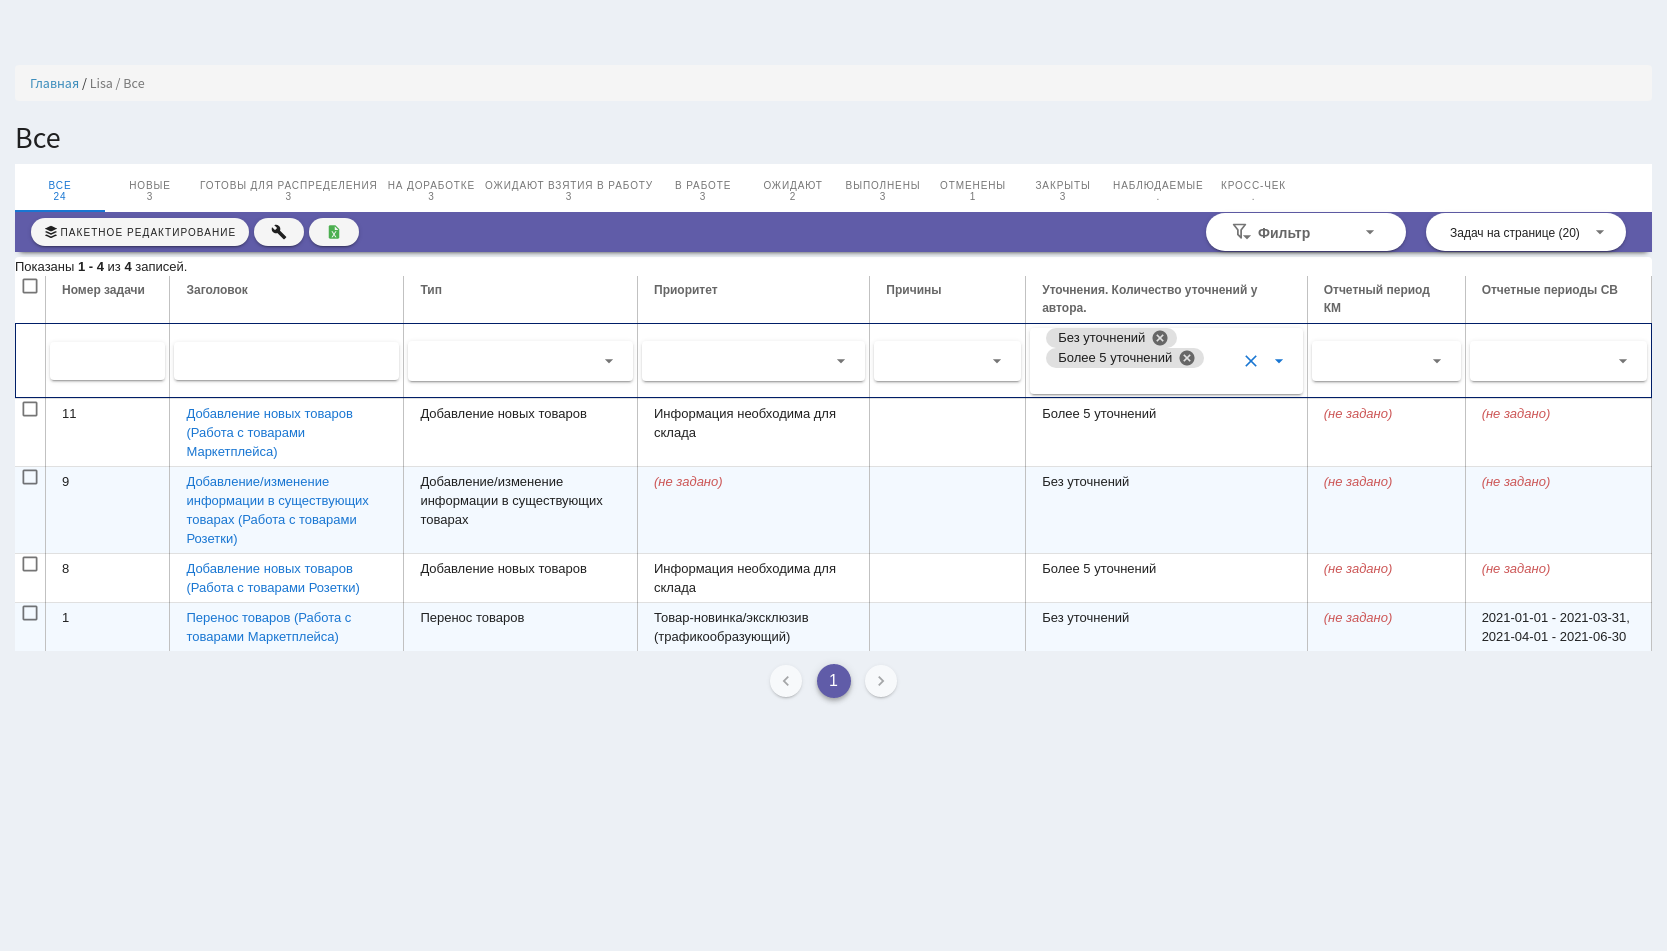 Главная / Lisa / Все
Все
ВСЕ НОВЫЕ ГОТОВЫ ДЛЯ РАСПРЕДЕЛЕНИЯ НА ДОРАБОТКЕ ОЖИДАЮТ ВЗЯТИЯ В РАБОТУ В РАБОТЕ ОЖИДАЮТ ВЫПОЛНЕНЫ ОТМЕНЕНЫ ЗАКРЫТЫ НАБЛЮДАЕМЫЕ КРОСС-ЧЕК
24 3 3 3 3 3 2 3 1 3 . .
ПАКЕТНОЕ РЕДАКТИРОВАНИЕ Фильтр Задач на странице (20)
Показаны 1 - 4 из 4 записей.
Номер задачи Заголовок Тип Приоритет Причины Уточнения. Количество уточнений у Отчетный период Отчетные периоды СВ
автора. КМ
Без уточнений
Более 5 уточнений
11 Добавление новых товаров Добавление новых товаров Информация необходима для Более 5 уточнений (не задано) (не задано)
(Работа с товарами склада
Маркетплейса)
9 Добавление/изменение Добавление/изменение (не задано) Без уточнений (не задано) (не задано)
информации в существующих информации в существующих
товарах (Работа с товарами товарах
Розетки)
8 Добавление новых товаров Добавление новых товаров Информация необходима для Более 5 уточнений (не задано) (не задано)
(Работа с товарами Розетки) склада
1 Перенос товаров (Работа с Перенос товаров Товар-новинка/эксклюзив Без уточнений (не задано) 2021-01-01 - 2021-03-31,
товарами Маркетплейса) (трафикообразующий) 2021-04-01 - 2021-06-30
1